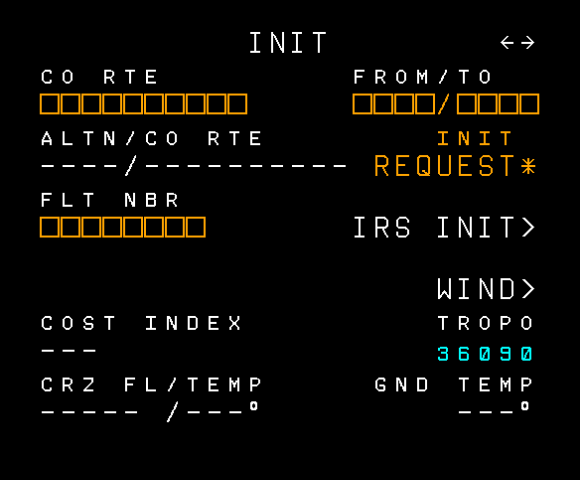 INIT ←→
CO RTE FROM/TO
□□□□□□□□□□ □□□□/□□□□
ALTN/CO RTE INIT
----/---------- REQUEST*
FLT NBR
□□□□□□□□ IRS INIT>
WIND>
COST INDEX TROPO
--- 36090
CRZ FL/TEMP GND TEMP
----- /---° ---°